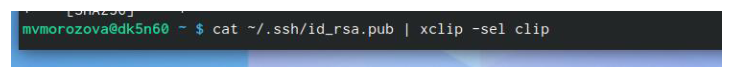 mvmorozova@dk5n60 ~ $ cat ~/.ssh/id_rsa.pub | xclip -sel clip